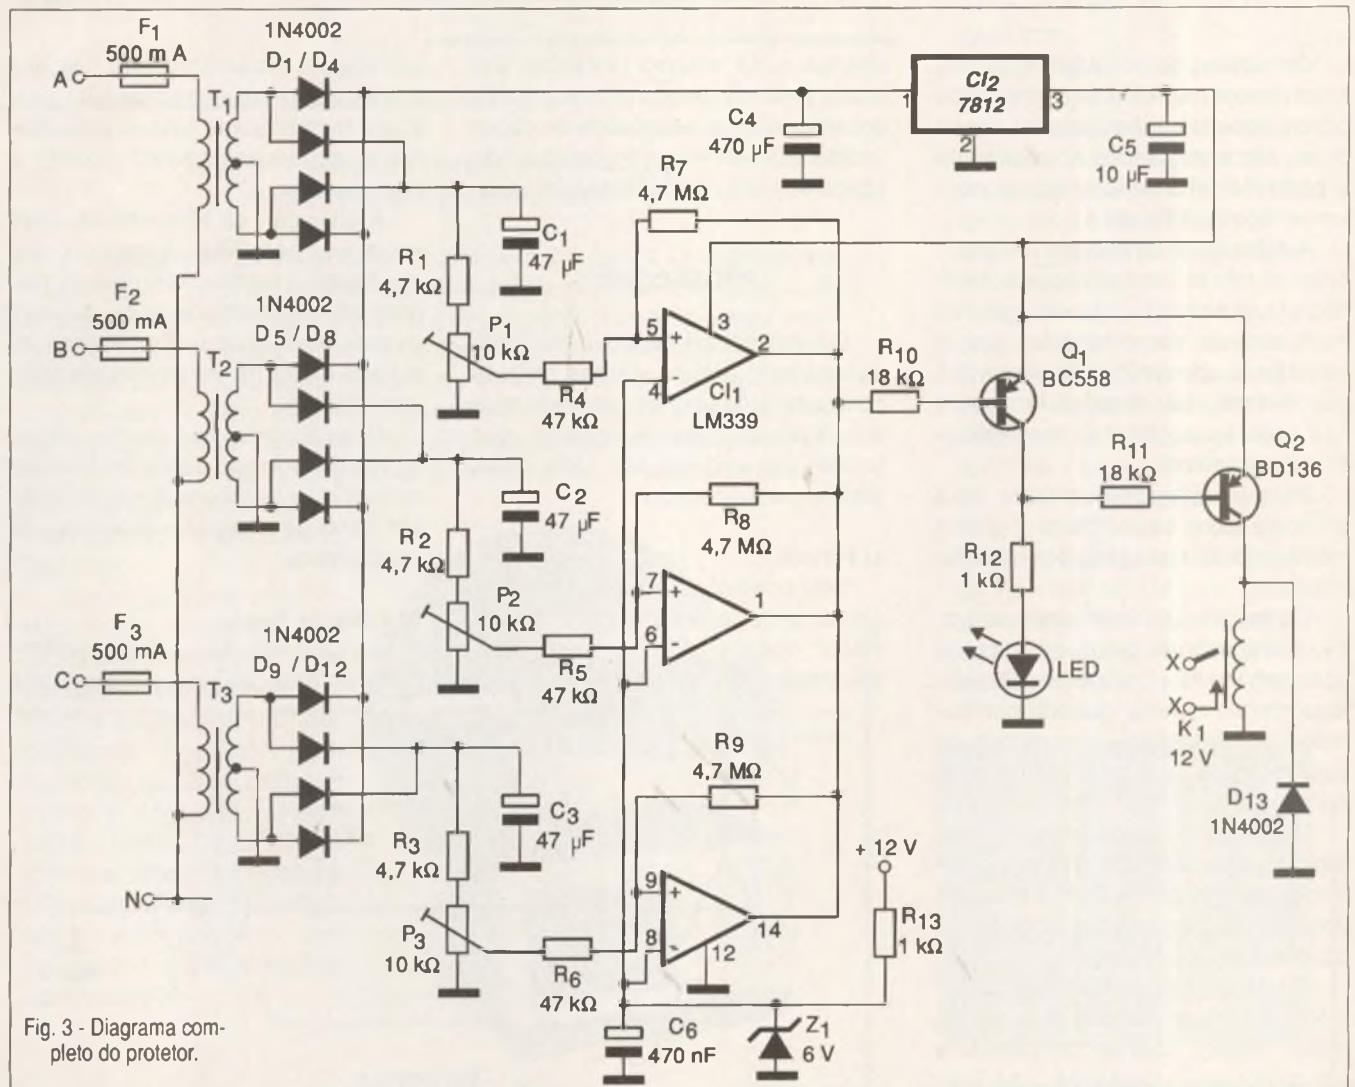 F1
500 mA
A
T1
1N4002
D1 / D4
C4
470 µF
1
CI2
7812
3
2
C5
10 µF
R7
4,7 MΩ
R1
4,7 kΩ
C1
47 µF
P1
10 kΩ
R4
47 kΩ
5
+
4
-
3
2
CI1
LM339
R10
18 kΩ
Q1
BC558
F2
500 mA
B
T2
1N4002
D5 / D8
R2
4,7 kΩ
C2
47 µF
P2
10 kΩ
R5
47 kΩ
R8
4,7 MΩ
7
+
6
-
1
R11
18 kΩ
Q2
BD136
R12
1 kΩ
LED
X
X
K1
12 V
D13
1N4002
F3
500 mA
C
T3
1N4002
D9 / D12
R3
4,7 kΩ
C3
47 µF
P3
10 kΩ
R6
47 kΩ
R9
4,7 MΩ
9
+
8
-
12
14
+ 12 V
R13
1 kΩ
N
C6
470 nF
Z1
6 V
Fig. 3 - Diagrama com-
pleto do protetor.